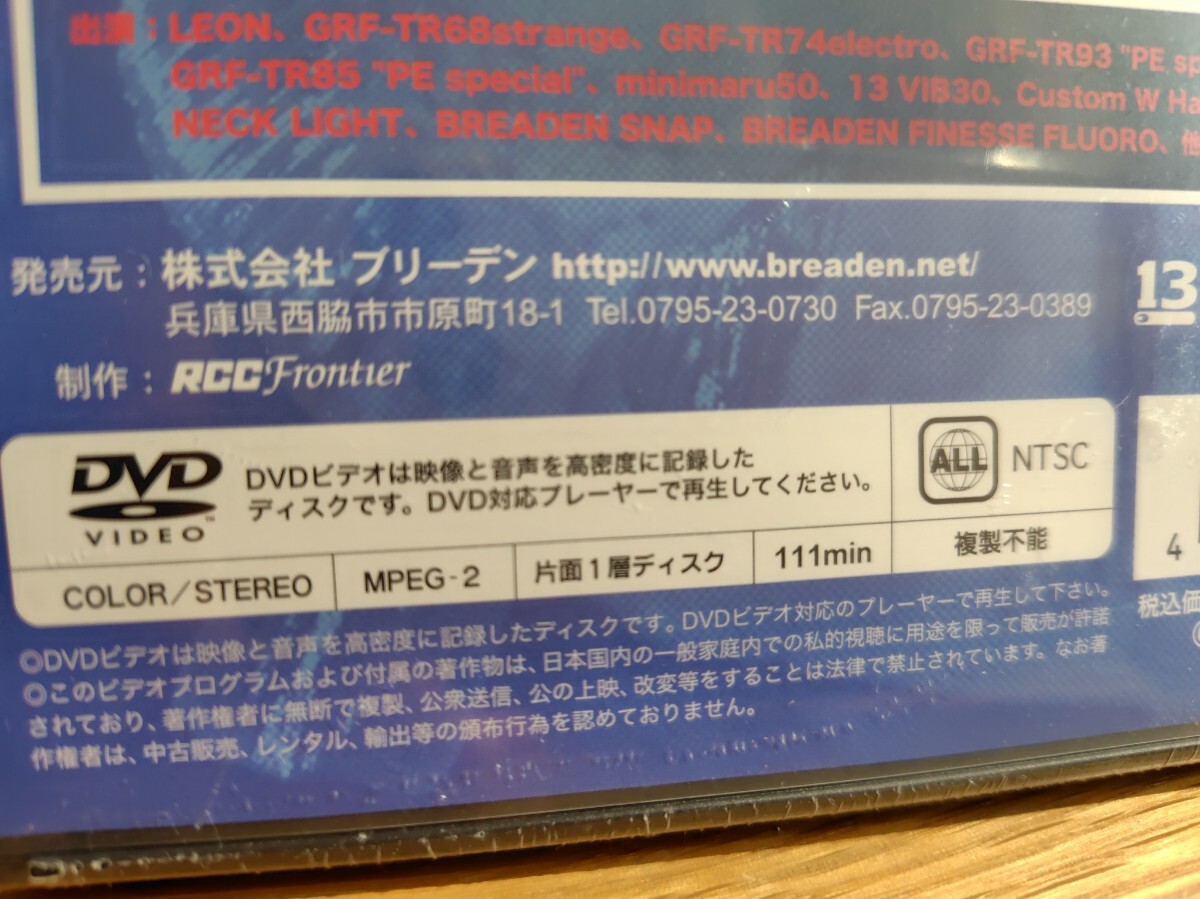 出演：LEON、GRF-TR68strange、GRF-TR74electro、GRF-TR93 "PE sp
GRF-TR85 "PE special"、minimaru50、13 VIB30、Custom W Ha
NECK LIGHT、BREADEN SNAP、BREADEN FINESSE FLUORO、他
発売元：株式会社 ブリーデン http://www.breaden.net/
兵庫県西脇市市原町18-1 Tel.0795-23-0730 Fax.0795-23-0389
13
制作：RCC Frontier
DVD VIDEO™
DVDビデオは映像と音声を高密度に記録した
ディスクです。DVD対応プレーヤーで再生してください。
ALL NTSC
COLOR/STEREO MPEG-2 片面1層ディスク 111min 複製不能
4
税込価
◎DVDビデオは映像と音声を高密度に記録したディスクです。DVDビデオ対応のプレーヤーで再生して下さい。
◎このビデオプログラムおよび付属の著作物は、日本国内の一般家庭内での私的視聴に用途を限って販売が許諾
されており、著作権者に無断で複製、公衆送信、公の上映、改変等をすることは法律で禁止されています。なお著
作権者は、中古販売、レンタル、輸出等の頒布行為を認めておりません。